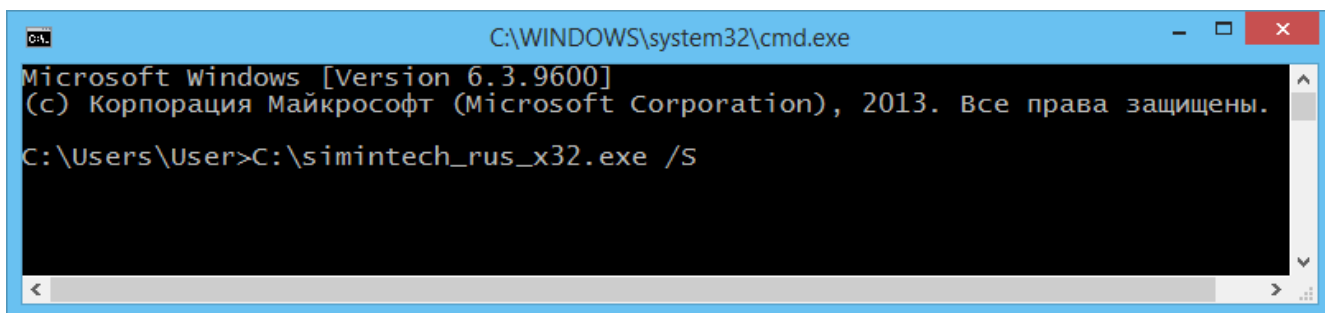 C:\WINDOWS\system32\cmd.exe
Microsoft Windows [Version 6.3.9600]
(c) Корпорация Майкрософт (Microsoft Corporation), 2013. Все права защищены.
C:\Users\User>C:\simintech_rus_x32.exe /S